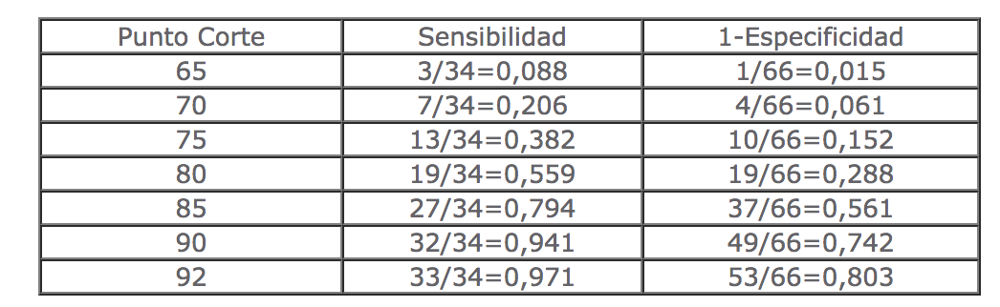 Punto Corte Sensibilidad 1-Especificidad
65 3/34=0,088 1/66=0,015
70 7/34=0,206 4/66=0,061
75 13/34=0,382 10/66=0,152
80 19/34=0,559 19/66=0,288
85 27/34=0,794 37/66=0,561
90 32/34=0,941 49/66=0,742
92 33/34=0,971 53/66=0,803